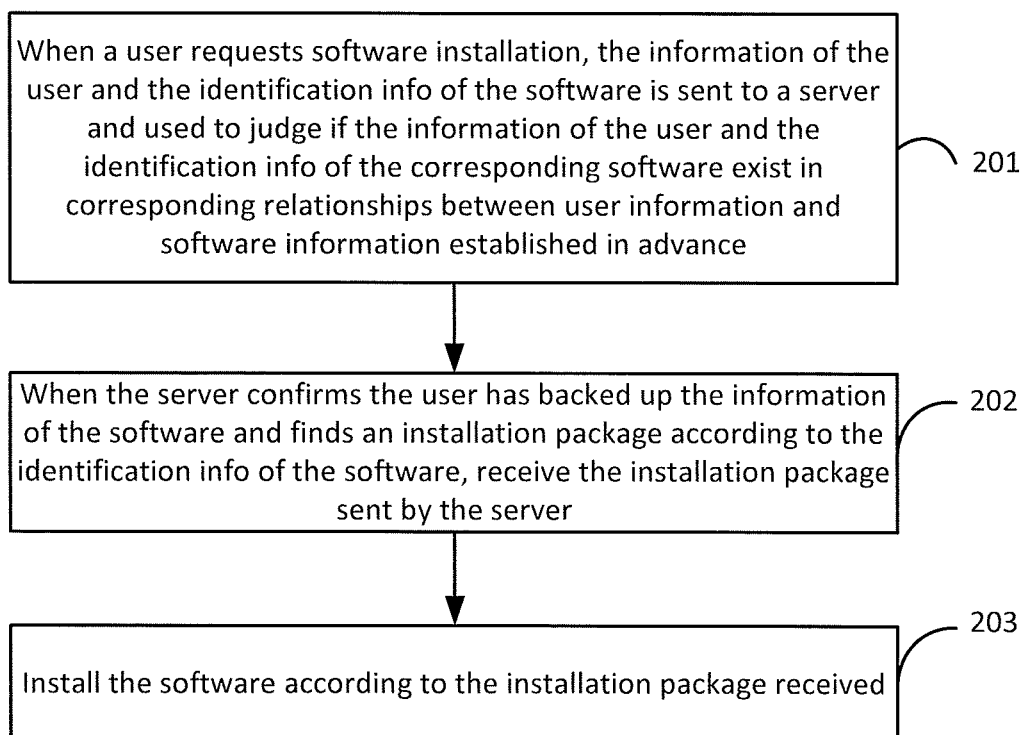 When a user requests software installation, the information of the
user and the identification info of the software is sent to a server
and used to judge if the information of the user and the
identification info of the corresponding software exist in
corresponding relationships between user information and
software information established in advance
201
When the server confirms the user has backed up the information
of the software and finds an installation package according to the
identification info of the software, receive the installation package
sent by the server
202
Install the software according to the installation package received
203